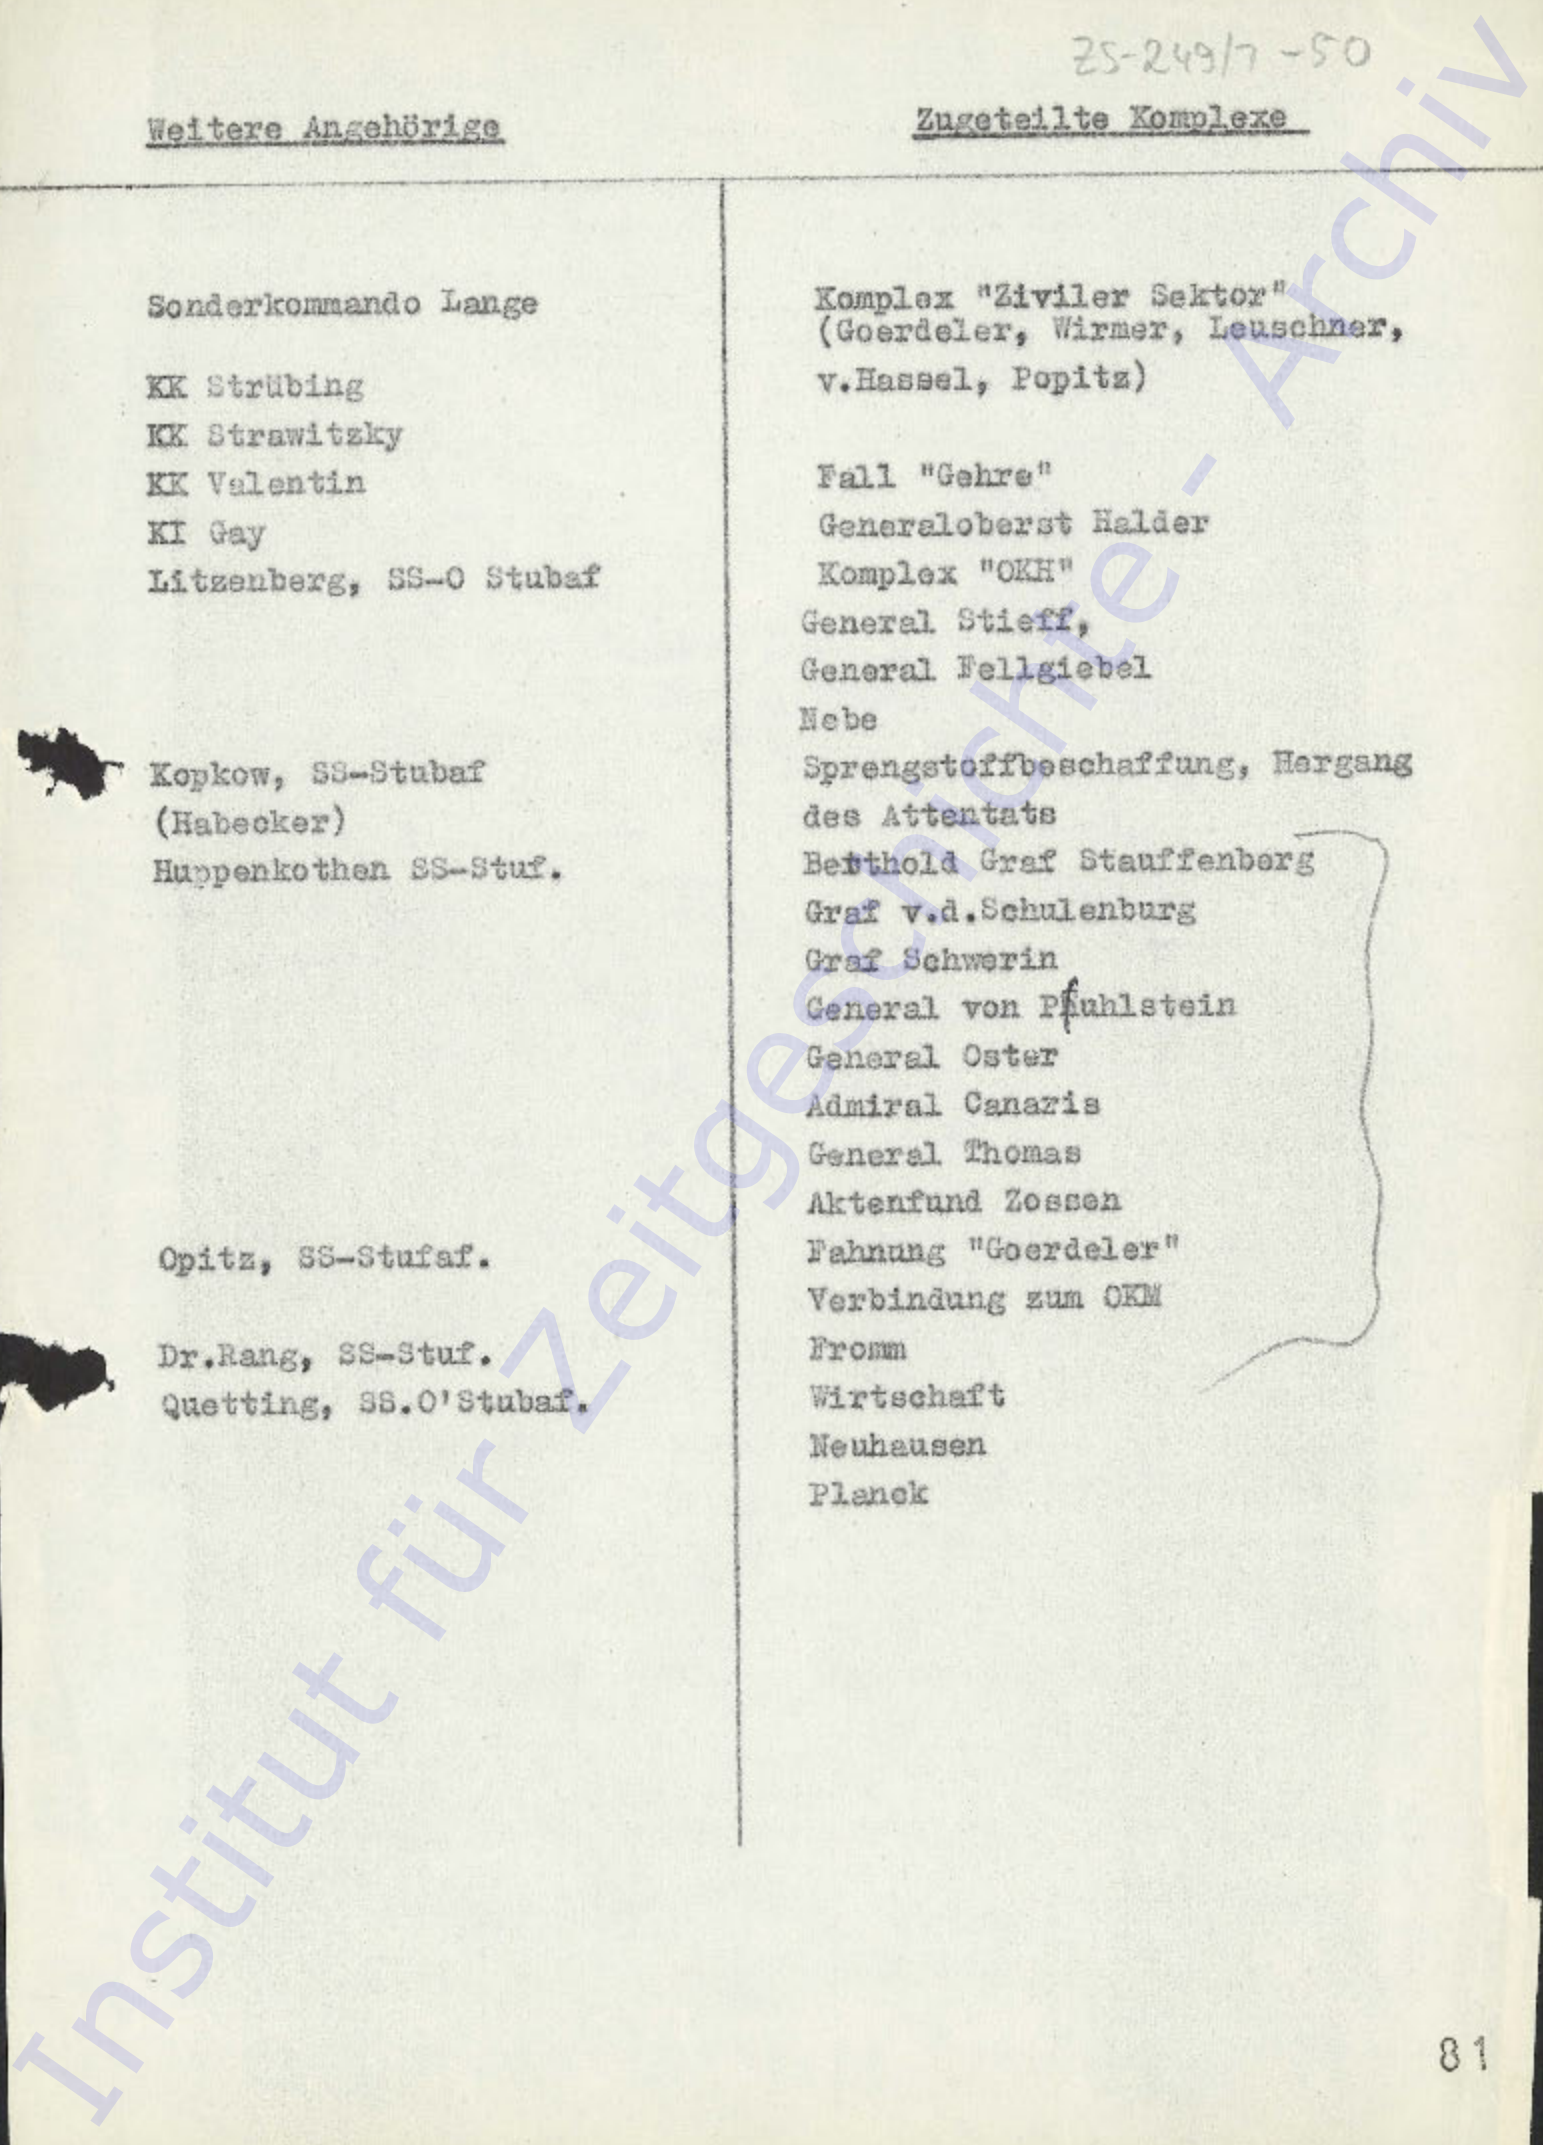 ZS-249/1 -50
Weitere Angehörige
Zugeteilte Komplexe
Sonderkommando Lange
KK Strübing
KK Strawitzky
KK Valentin
KI Gay
Litzenberg, SS-O Stubaf
Kopkow, SS-Stubaf
(Habecker)
Huppenkothen SS-Stuf.
Opitz, SS-Stufaf.
Dr.Rang, SS-Stuf.
Quetting, SS.O'Stubaf.
Komplex "Ziviler Sektor"
(Goerdeler, Wirmer, Leuschner,
v.Hassel, Popitz)
Fall "Gehre"
Generaloberst Halder
Komplex "OKH"
General Stieff,
General Fellgiebel
Nebe
Sprengstoffbeschaffung, Hergang
des Attentats
Berthold Graf Stauffenberg
Graf v.d.Schulenburg
Graf Schwerin
General von Pfuhlstein
General Oster
Admiral Canaris
General Thomas
Aktenfund Zossen
Fahnung "Goerdeler"
Verbindung zum OKM
Fromm
Wirtschaft
Neuhausen
Planck
81
Institut für Zeitgeschichte - Archiv